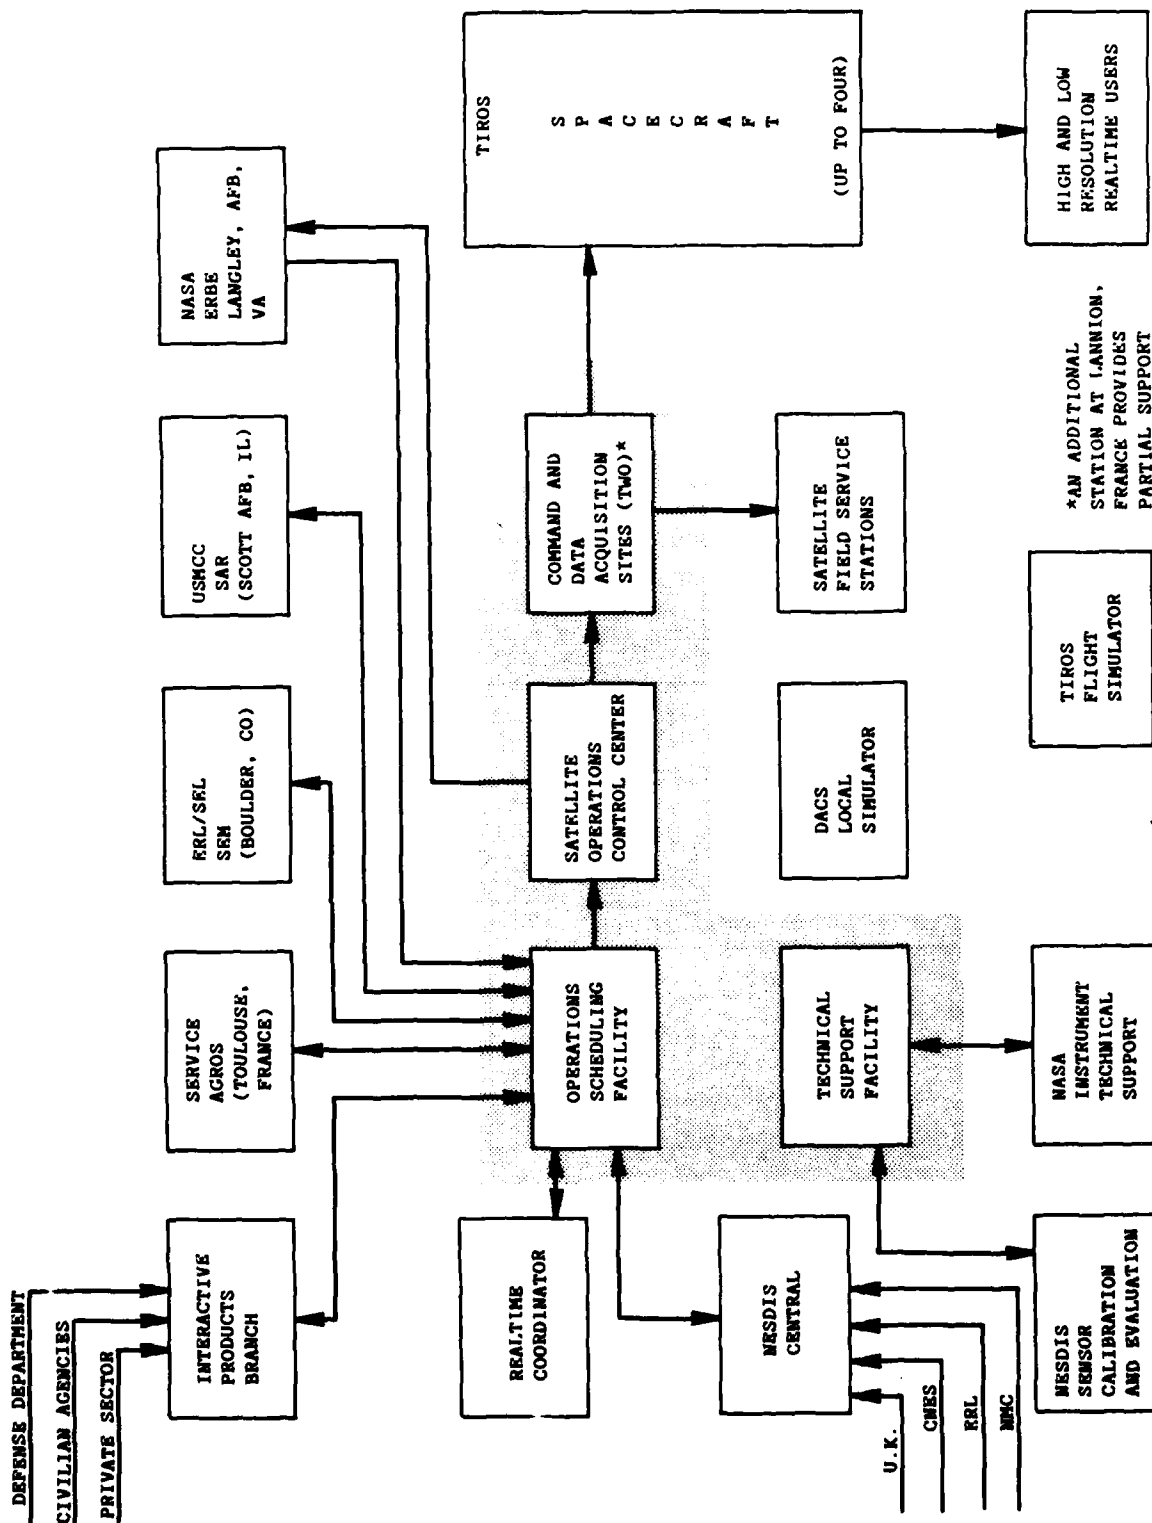 DEFENSE DEPARTMENT
CIVILIAN AGENCIES
PRIVATE SECTOR
INTERACTIVE
PRODUCTS
BRANCH
SERVICE
AGROS
(TOULOUSE,
FRANCE)
ERL/SEL
SEM
(BOULDER, CO)
USMCC
SAR
(SCOTT AFB, IL)
NASA
ERBE
LANGLEY, AFB,
VA
REALTIME
COORDINATOR
OPERATIONS
SCHEDULING
FACILITY
SATELLITE
OPERATIONS
CONTROL CENTER
COMMAND AND
DATA
ACQUISITION
SITES (TWO)*
TIROS
S
P
A
C
E
C
R
A
F
T
(UP TO FOUR)
NESDIS
CENTRAL
TECHNICAL
SUPPORT
FACILITY
DACS
LOCAL
SIMULATOR
SATELLITE
FIELD SERVICE
STATIONS
U.K.
CNES
ERL
NMC
NESDIS
SENSOR
CALIBRATION
AND EVALUATION
NASA
INSTRUMENT
TECHNICAL
SUPPORT
TIROS
FLIGHT
SIMULATOR
*AN ADDITIONAL
STATION AT LANNION,
FRANCE PROVIDES
PARTIAL SUPPORT
HIGH AND LOW
RESOLUTION
REALTIME USERS